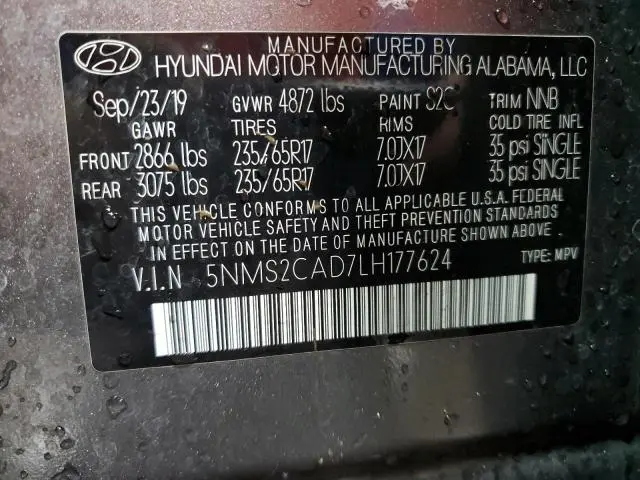 MANUFACTURED BY
HYUNDAI MOTOR MANUFACTURING ALABAMA, LLC
Sep/23/19 GVWR 4872 lbs PAINT S2C TRIM NNB
GAWR TIRES RIMS COLD TIRE INFL
FRONT 2866 lbs 235/65R17 7.0JX17 35 psi SINGLE
REAR 3075 lbs 235/65R17 7.0JX17 35 psi SINGLE
THIS VEHICLE CONFORMS TO ALL APPLICABLE U.S.A. FEDERAL
MOTOR VEHICLE SAFETY AND THEFT PREVENTION STANDARDS
IN EFFECT ON THE DATE OF MANUFACTURE SHOWN ABOVE.
V.I.N 5NMS2CAD7LH177624 TYPE: MPV